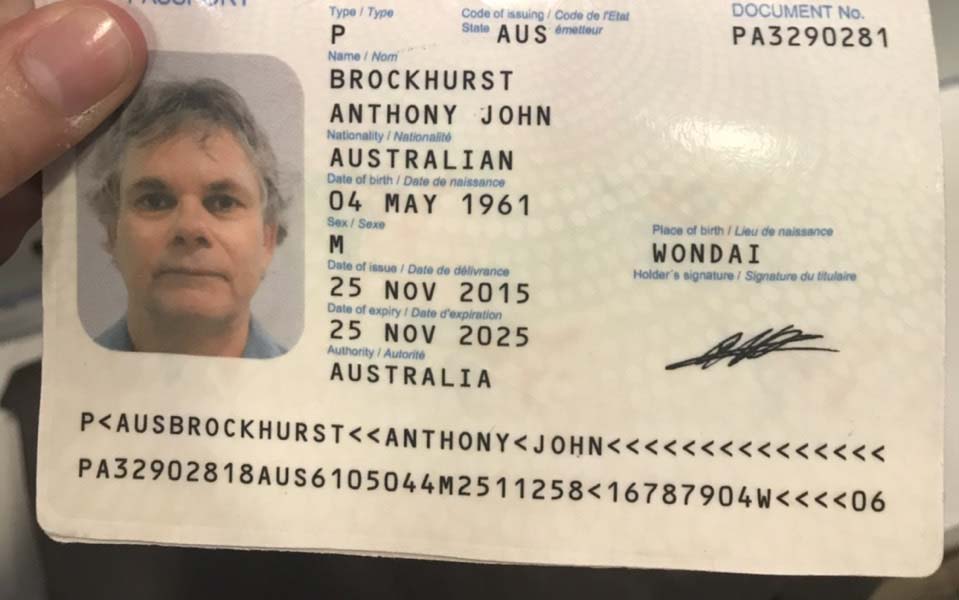 PASSPORT
Type / Type
P
Code of issuing / Code de l'Etat
State émetteur
AUS
DOCUMENT No.
PA3290281
Name / Nom
BROCKHURST
ANTHONY JOHN
Nationality / Nationalité
AUSTRALIAN
Date of birth / Date de naissance
04 MAY 1961
Sex / Sexe
M
Place of birth / Lieu de naissance
WONDAI
Date of issue / Date de délivrance
25 NOV 2015
Holder's signature / Signature du titulaire
Date of expiry / Date d'expiration
25 NOV 2025
Authority / Autorité
AUSTRALIA
P<AUSBROCKHURST<<ANTHONY<JOHN<<<<<<<<<<<<<<<
PA32902818AUS6105044M2511258<16787904W<<<<06